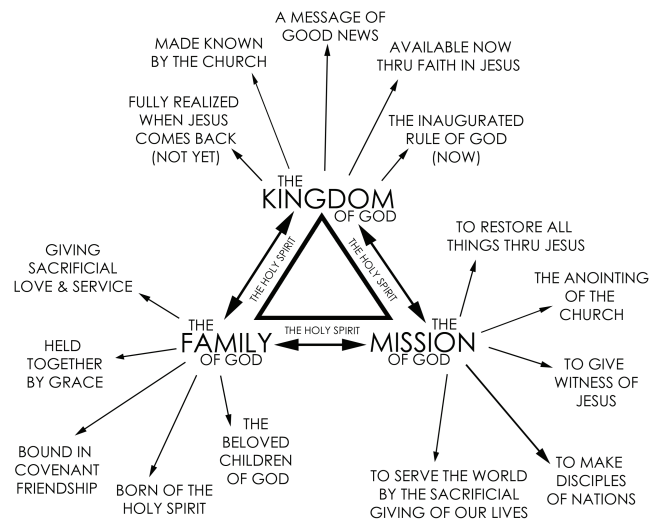 A MESSAGE OF
GOOD NEWS
MADE KNOWN
BY THE CHURCH
AVAILABLE NOW
THRU FAITH IN JESUS
FULLY REALIZED
WHEN JESUS
COMES BACK
(NOT YET)
THE INAUGURATED
RULE OF GOD
(NOW)
THE
KINGDOM
OF GOD
THE HOLY SPIRIT
THE HOLY SPIRIT
THE HOLY SPIRIT
GIVING
SACRIFICIAL
LOVE & SERVICE
THE
FAMILY
OF GOD
HELD
TOGETHER
BY GRACE
BOUND IN
COVENANT
FRIENDSHIP
BORN OF THE
HOLY SPIRIT
THE
BELOVED
CHILDREN
OF GOD
TO RESTORE ALL
THINGS THRU JESUS
THE
MISSION
OF GOD
THE ANOINTING
OF THE
CHURCH
TO GIVE
WITNESS OF
JESUS
TO MAKE
DISCIPLES
OF NATIONS
TO SERVE THE WORLD
BY THE SACRIFICIAL
GIVING OF OUR LIVES